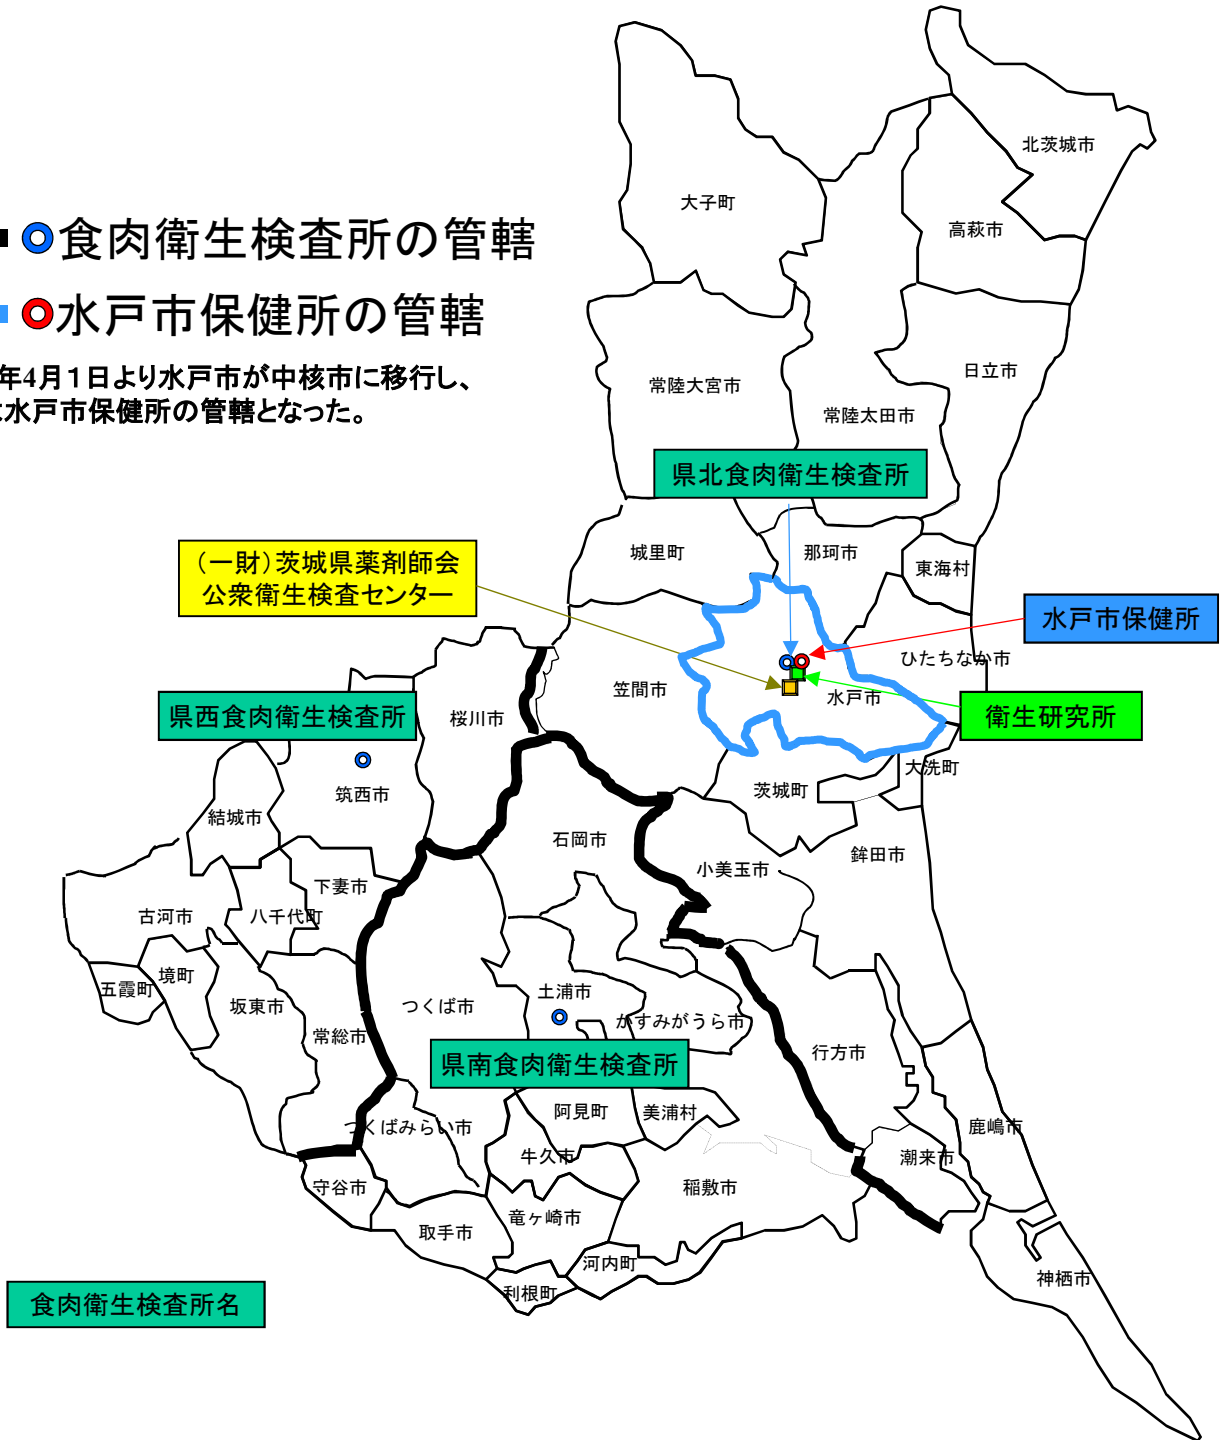 北茨城市
大子町
高萩市
食肉衛生検査所の管轄
水戸市保健所の管轄
年4月１日より水戸市が中核市に移行し、
水戸市保健所の管轄となった。
日立市
常陸大宮市
常陸太田市
県北食肉衛生検査所
城里町
那珂市
東海村
（一財）茨城県薬剤師会
公衆衛生検査センター
水戸市保健所
ひたちなか市
笠間市
水戸市
県西食肉衛生検査所
桜川市
衛生研究所
大洗町
茨城町
筑西市
結城市
石岡市
鉾田市
小美玉市
下妻市
古河市
八千代町
境町
五霞町
坂東市
つくば市
土浦市
かすみがうら市
常総市
行方市
県南食肉衛生検査所
阿見町
美浦村
つくばみらい市
鹿嶋市
牛久市
潮来市
守谷市
稲敷市
竜ヶ崎市
取手市
河内町
神栖市
利根町
食肉衛生検査所名